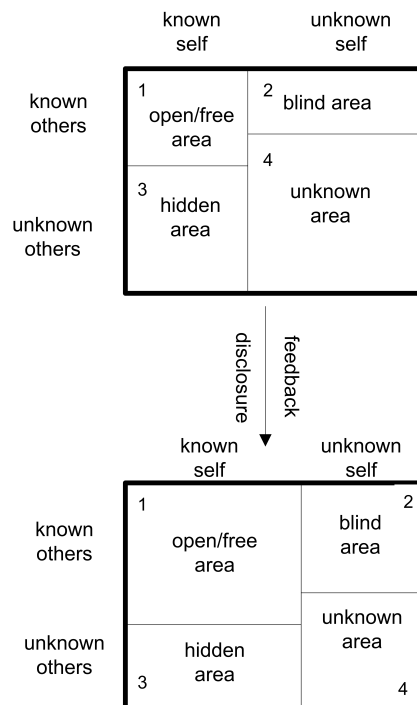 known
self
unknown
self
known
others
unknown
others
1
open/free
area
2
blind area
3
hidden
area
4
unknown
area
disclosure
feedback
known
self
unknown
self
known
others
unknown
others
1
open/free
area
2
blind
area
hidden
area
3
unknown
area
4